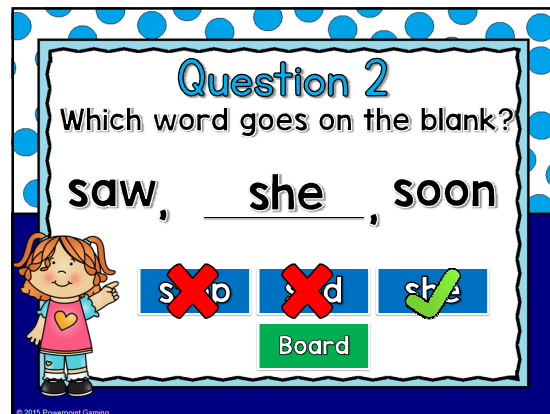 Question 2
Which word goes on the blank?
saw, she, soon
she
Board
© 2015 Powerpoint Gaming